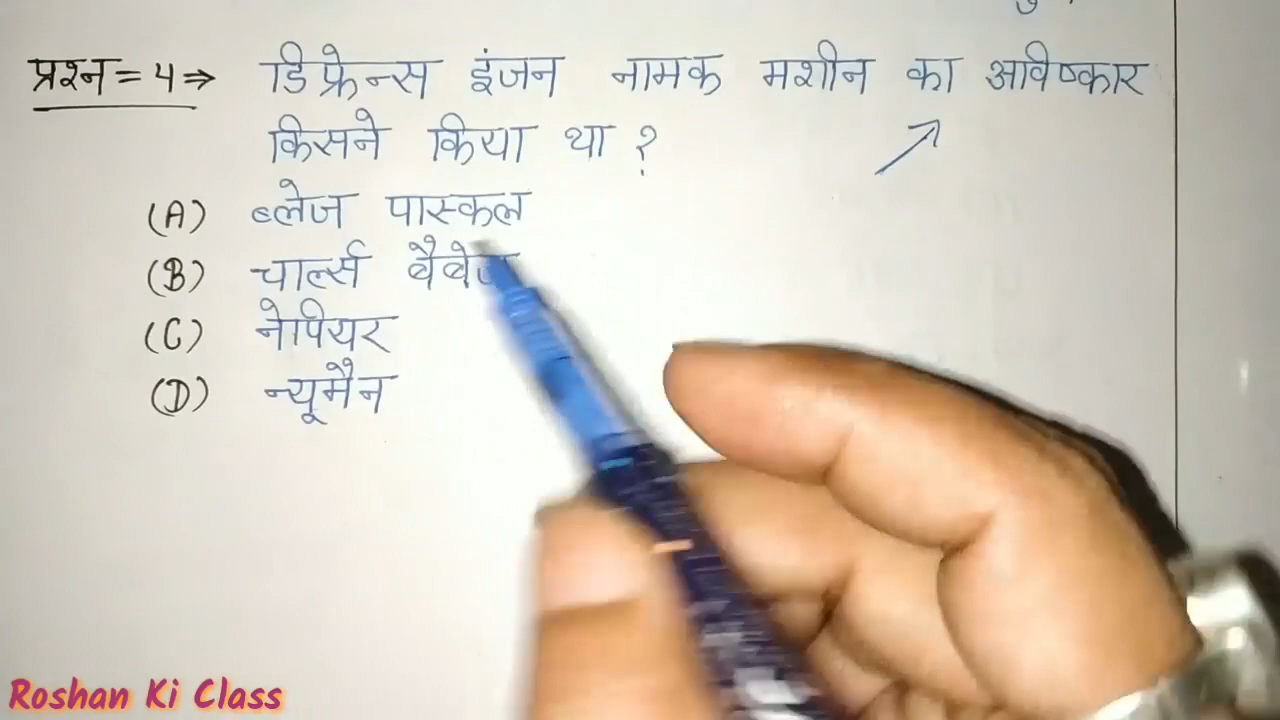 प्रश्न = 4 ⇒ डिफ्रेन्स इंजन नामक मशीन का आविष्कार
किसने किया था ?
(A) ब्लेज पास्कल
(B) चार्ल्स बैबेज
(C) नेपियर
(D) न्यूमैन
Roshan Ki Class